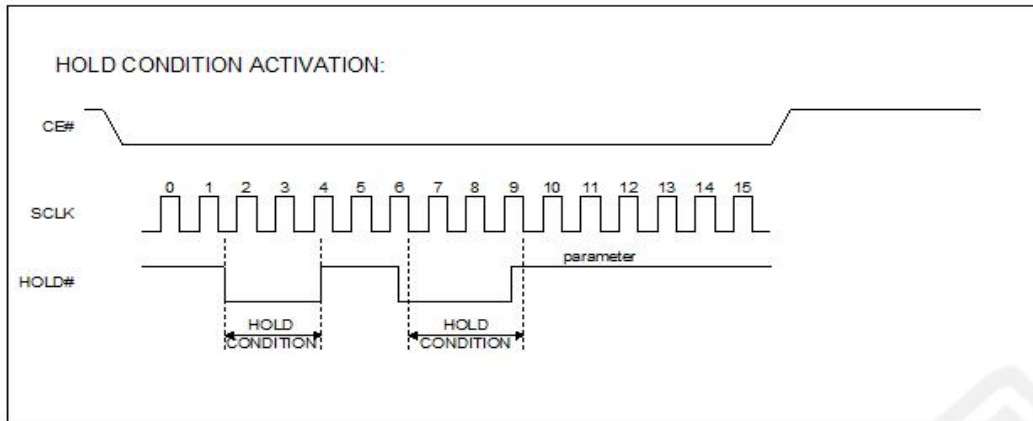 HOLD CONDITION ACTIVATION:
CE#
0 1 2 3 4 5 6 7 8 9 10 11 12 13 14 15
SCLK
parameter
HOLD#
HOLD CONDITION
HOLD CONDITION